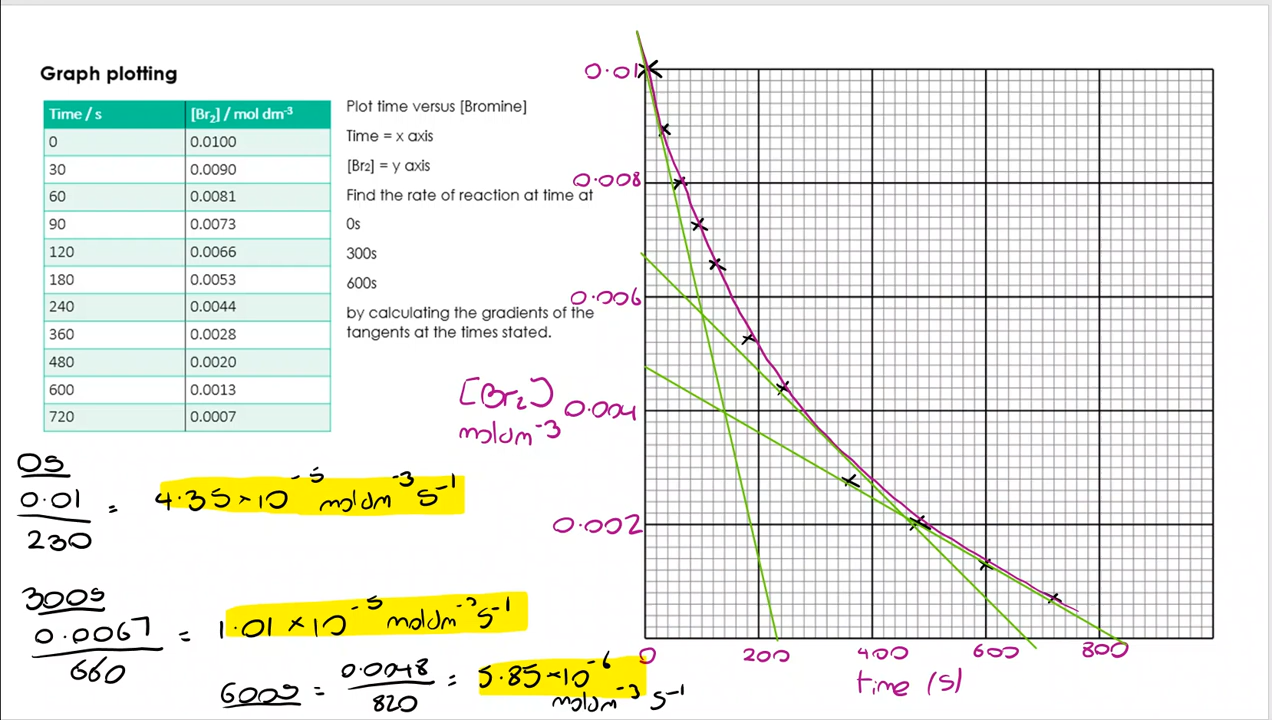 Graph plotting
Time / s [Br₂] / mol dm⁻³
0 0.0100
30 0.0090
60 0.0081
90 0.0073
120 0.0066
180 0.0053
240 0.0044
360 0.0028
480 0.0020
600 0.0013
720 0.0007
Plot time versus [Bromine]
Time = x axis
[Br₂] = y axis
Find the rate of reaction at time at
0s
300s
600s
by calculating the gradients of the
tangents at the times stated.
0.01
0.008
0.006
0.004
0.002
[Br₂]
moldm⁻³
0 200 400 600 800
time (s)
0s
0.01 = 4.35 × 10⁻⁵ moldm⁻³ s⁻¹
230
300s
0.0067 = 1.01 × 10⁻⁵ moldm⁻³ s⁻¹
660
600s = 0.0048 = 5.85 × 10⁻⁶
820 moldm⁻³ s⁻¹